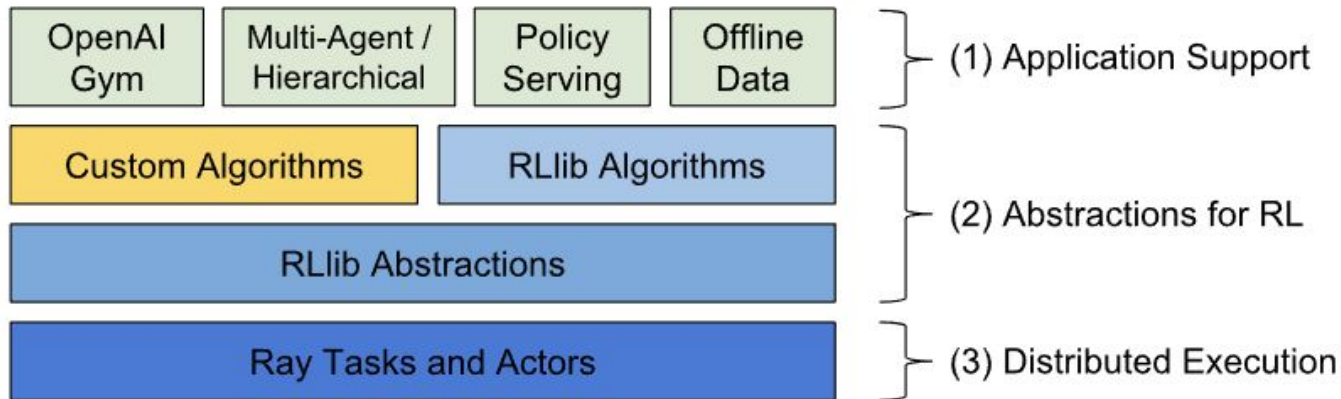 OpenAI
Gym
Multi-Agent /
Hierarchical
Policy
Serving
Offline
Data
(1) Application Support
Custom Algorithms
RLlib Algorithms
(2) Abstractions for RL
RLlib Abstractions
Ray Tasks and Actors
(3) Distributed Execution